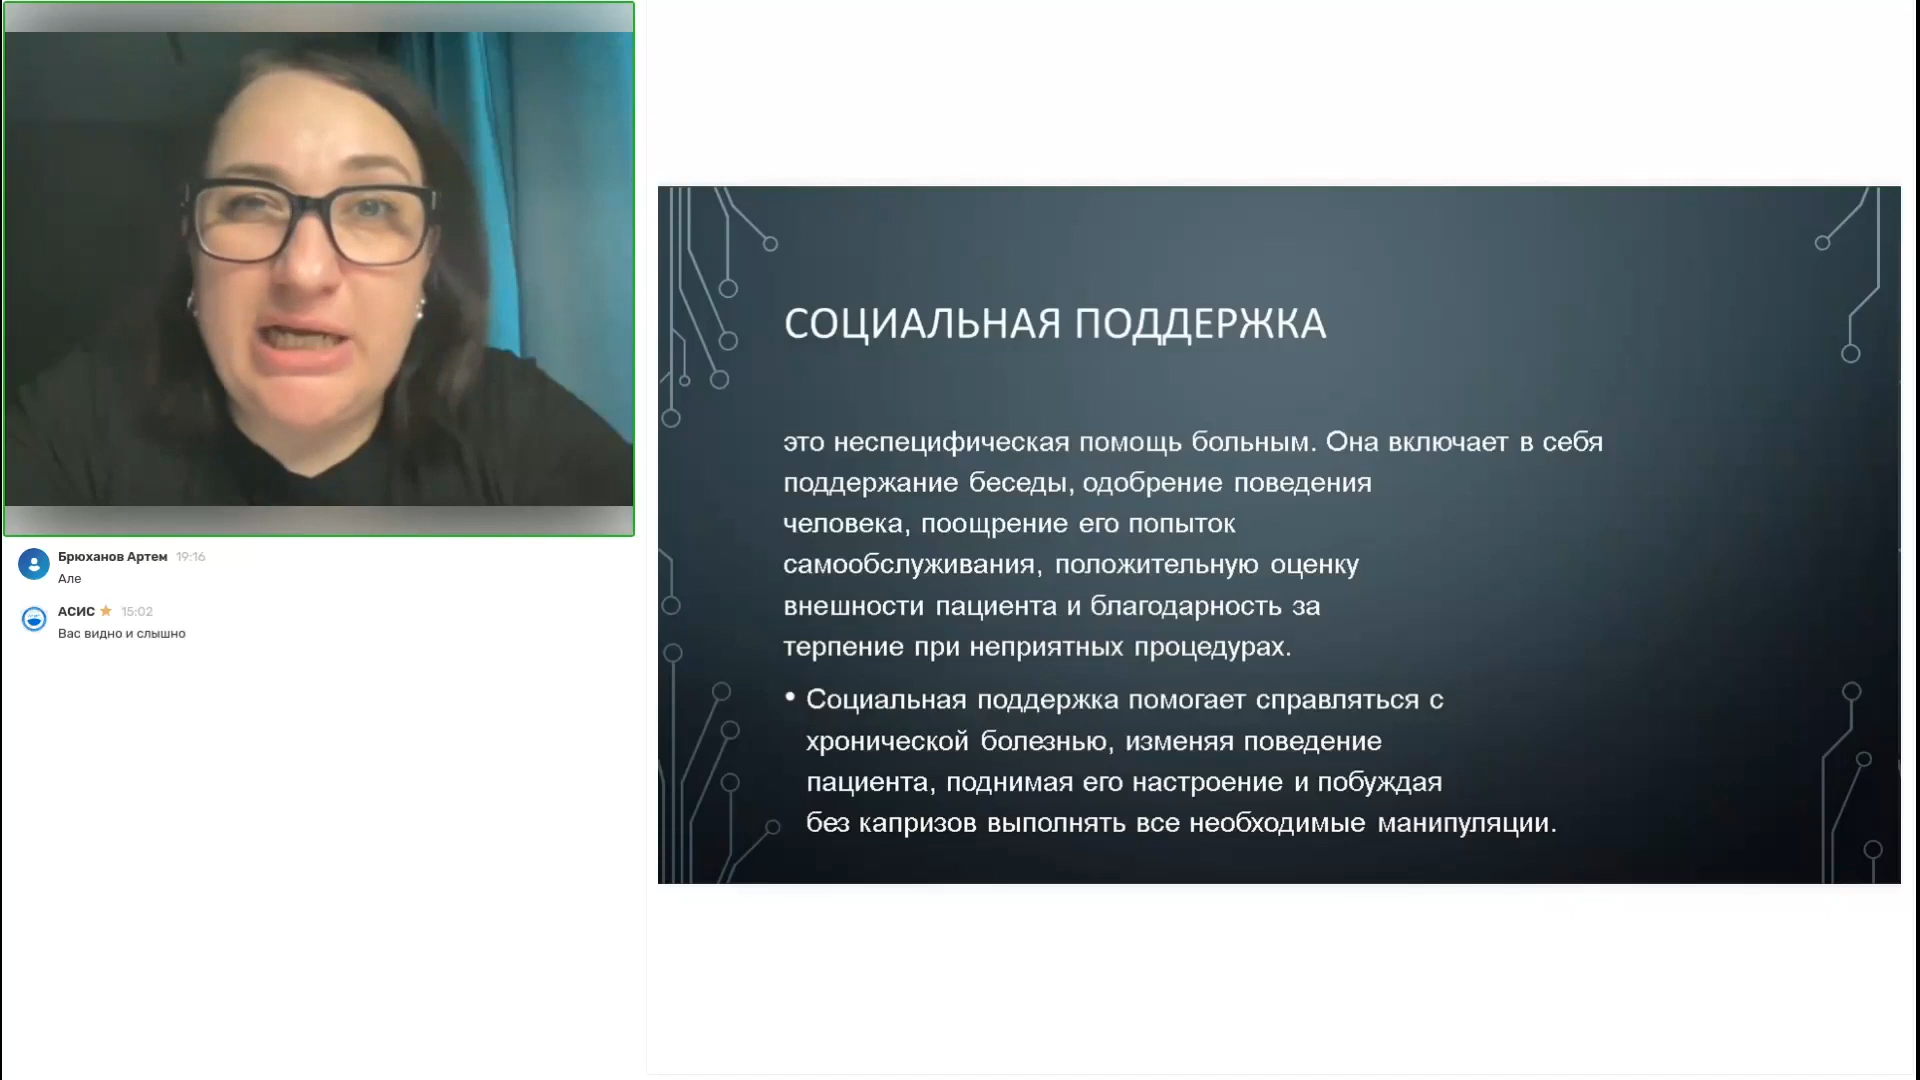 Брюханов Артем 19:16
Але
АСИС 15:02
Вас видно и слышно
СОЦИАЛЬНАЯ ПОДДЕРЖКА
это неспецифическая помощь больным. Она включает в себя
поддержание беседы, одобрение поведения
человека, поощрение его попыток
самообслуживания, положительную оценку
внешности пациента и благодарность за
терпение при неприятных процедурах.
• Социальная поддержка помогает справляться с
хронической болезнью, изменяя поведение
пациента, поднимая его настроение и побуждая
без капризов выполнять все необходимые манипуляции.